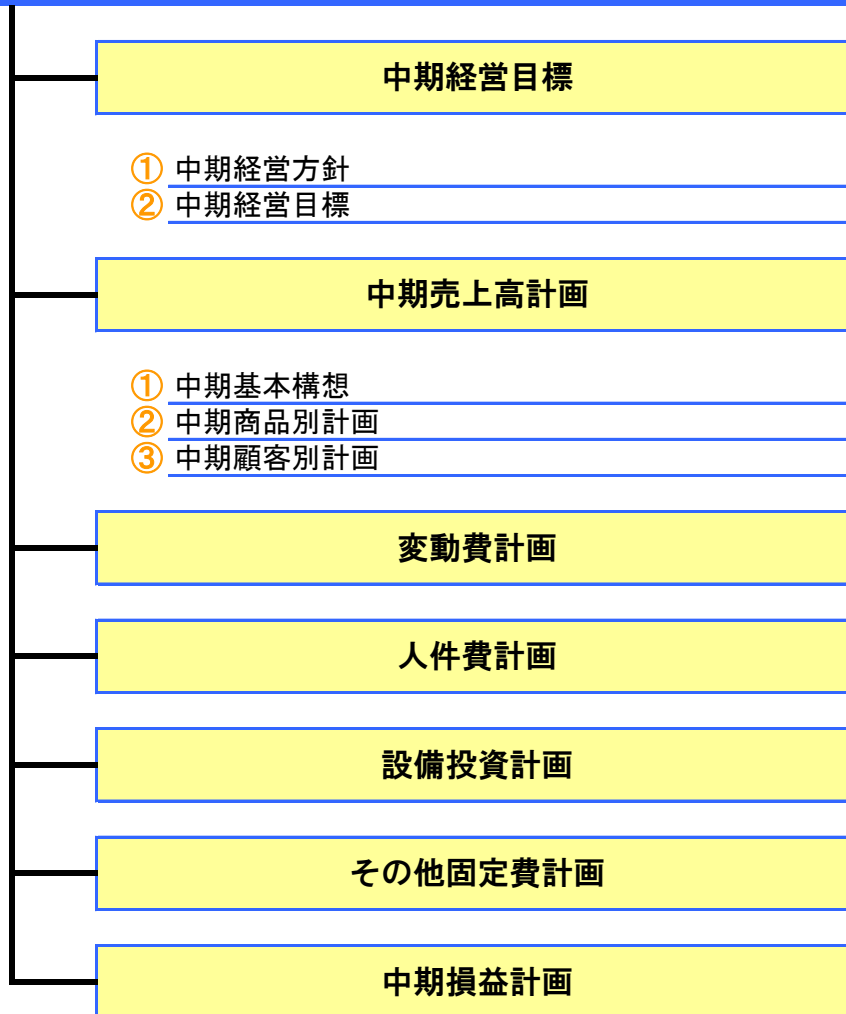 中期経営目標
① 中期経営方針
② 中期経営目標
中期売上高計画
① 中期基本構想
② 中期商品別計画
③ 中期顧客別計画
変動費計画
人件費計画
設備投資計画
その他固定費計画
中期損益計画